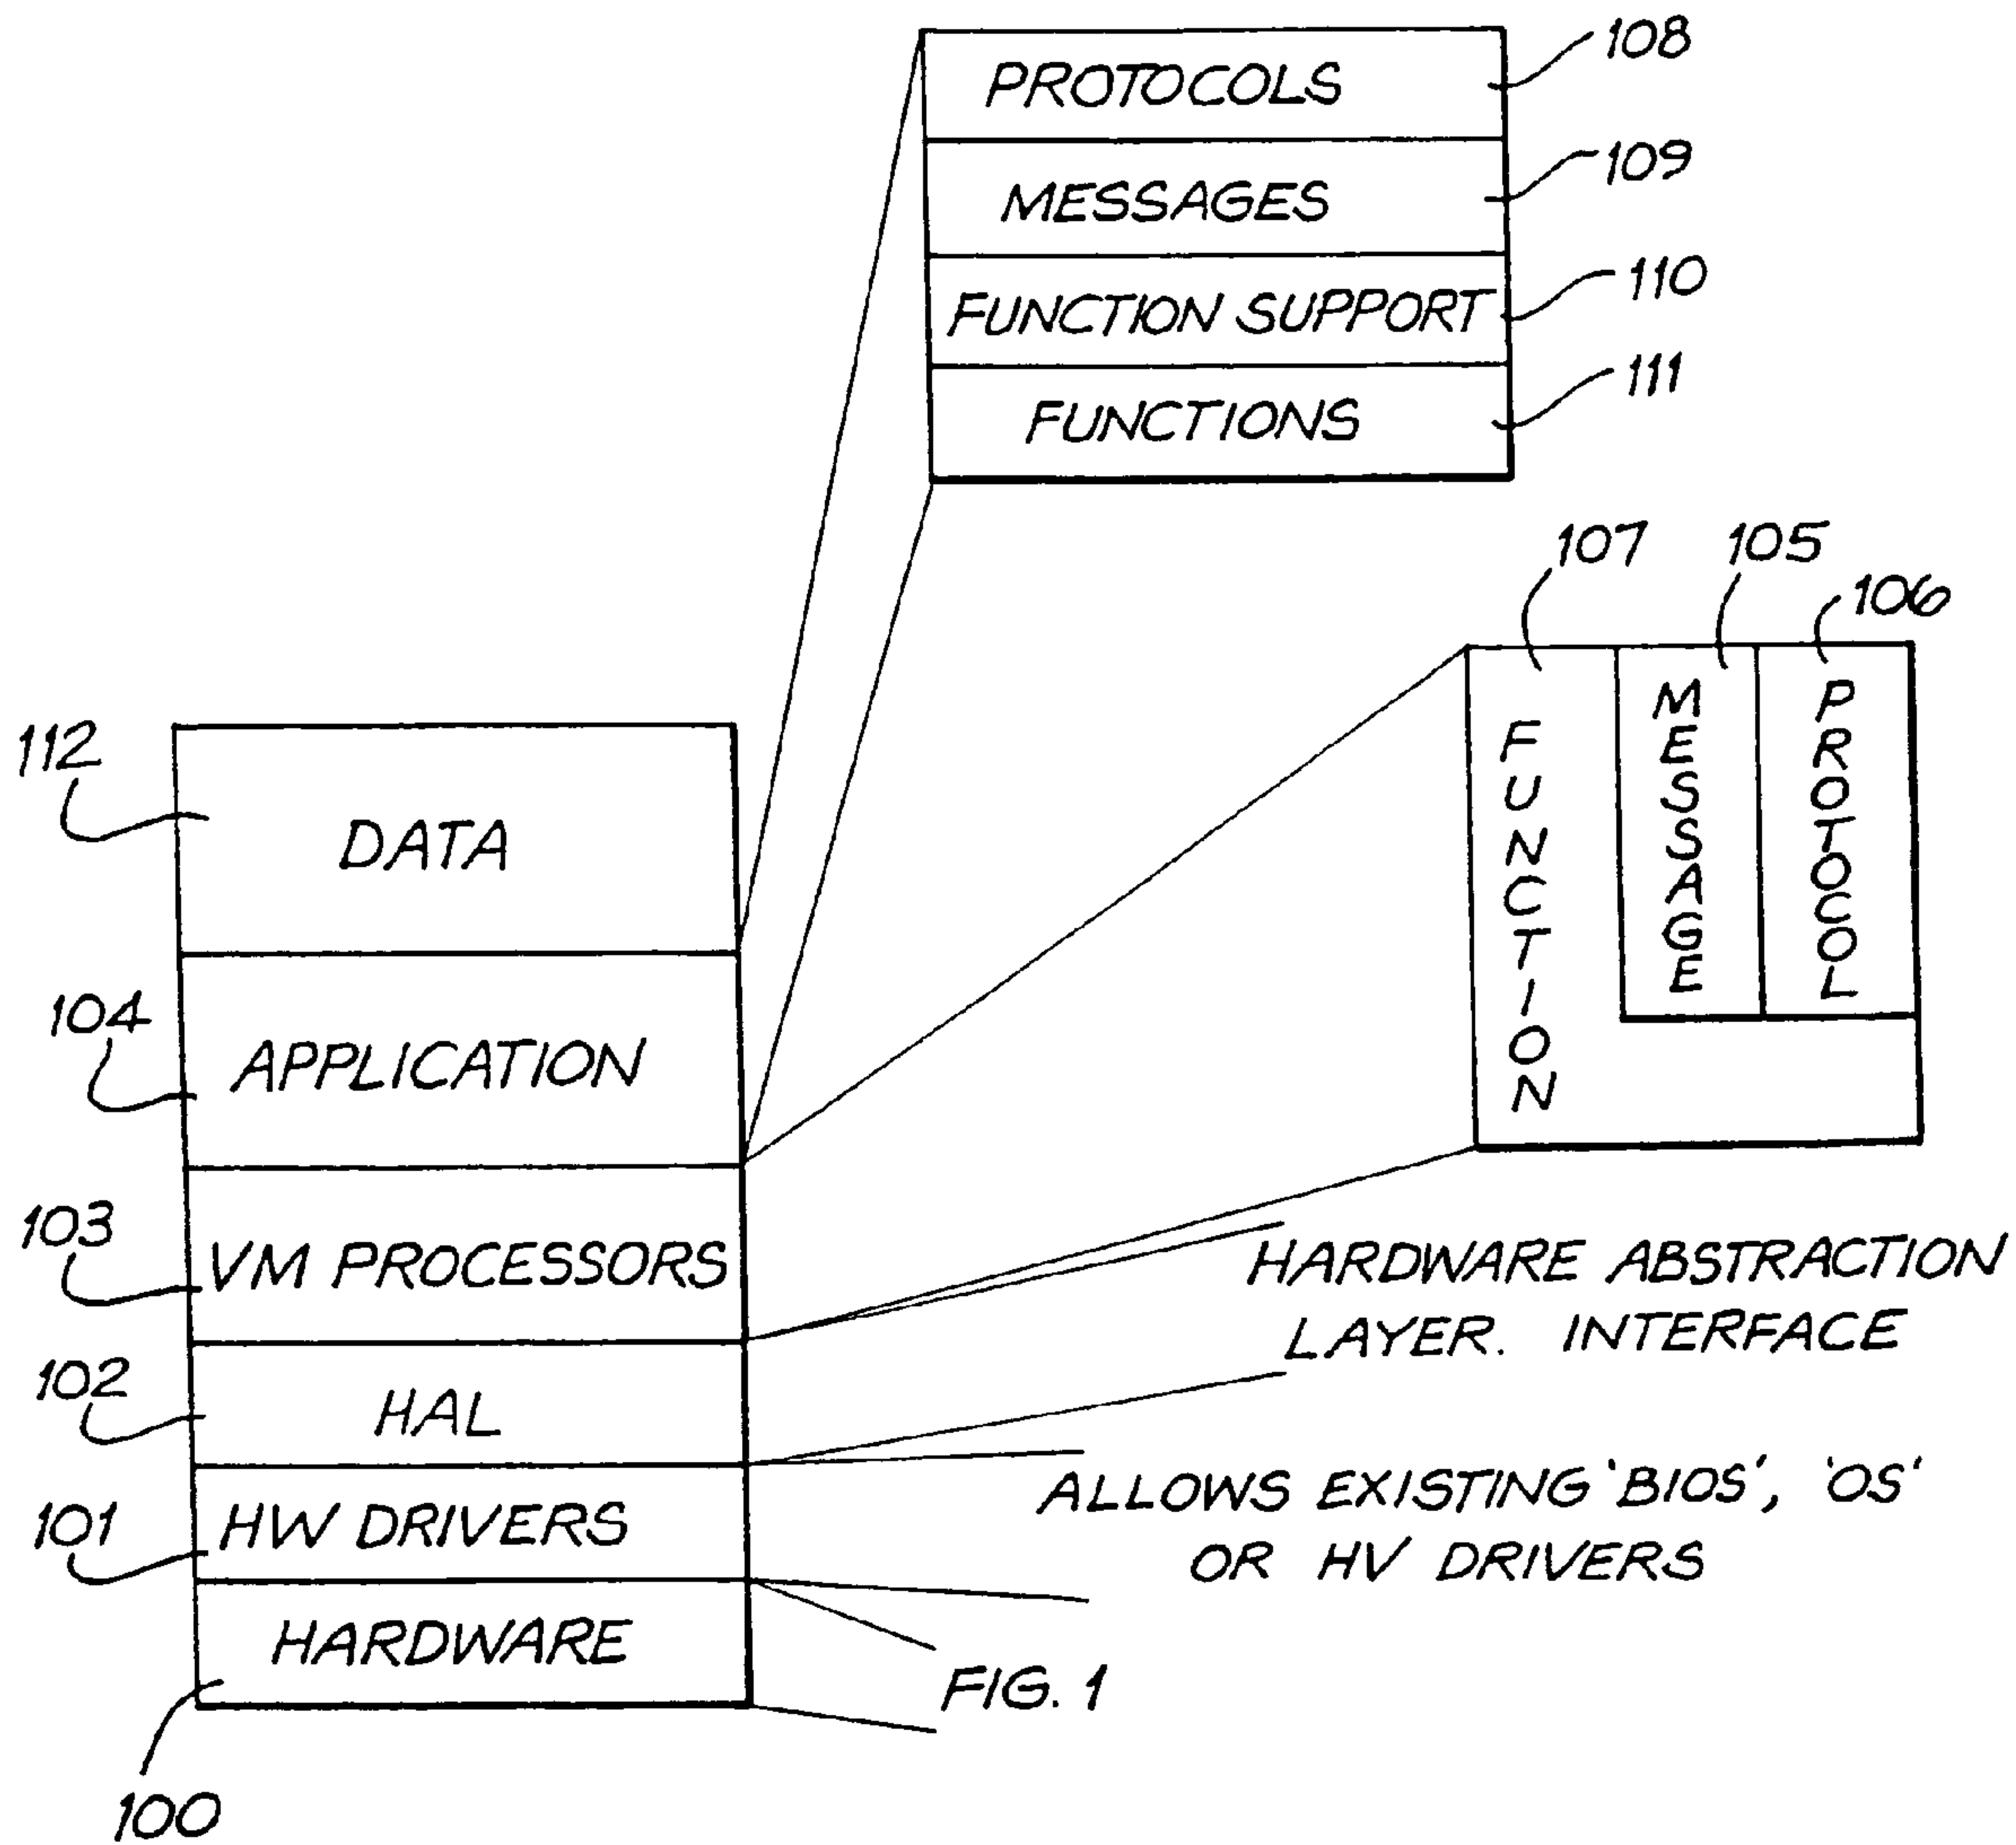 PROTOCOLS
108
MESSAGES
109
FUNCTION SUPPORT
110
FUNCTIONS
111
107
105
106
FUNCTION
MESSAGE
PROTOCOL
112
DATA
104
APPLICATION
103
VM PROCESSORS
HARDWARE ABSTRACTION
LAYER. INTERFACE
102
HAL
101
HW DRIVERS
ALLOWS EXISTING 'BIOS', 'OS'
OR HV DRIVERS
HARDWARE
100
FIG. 1